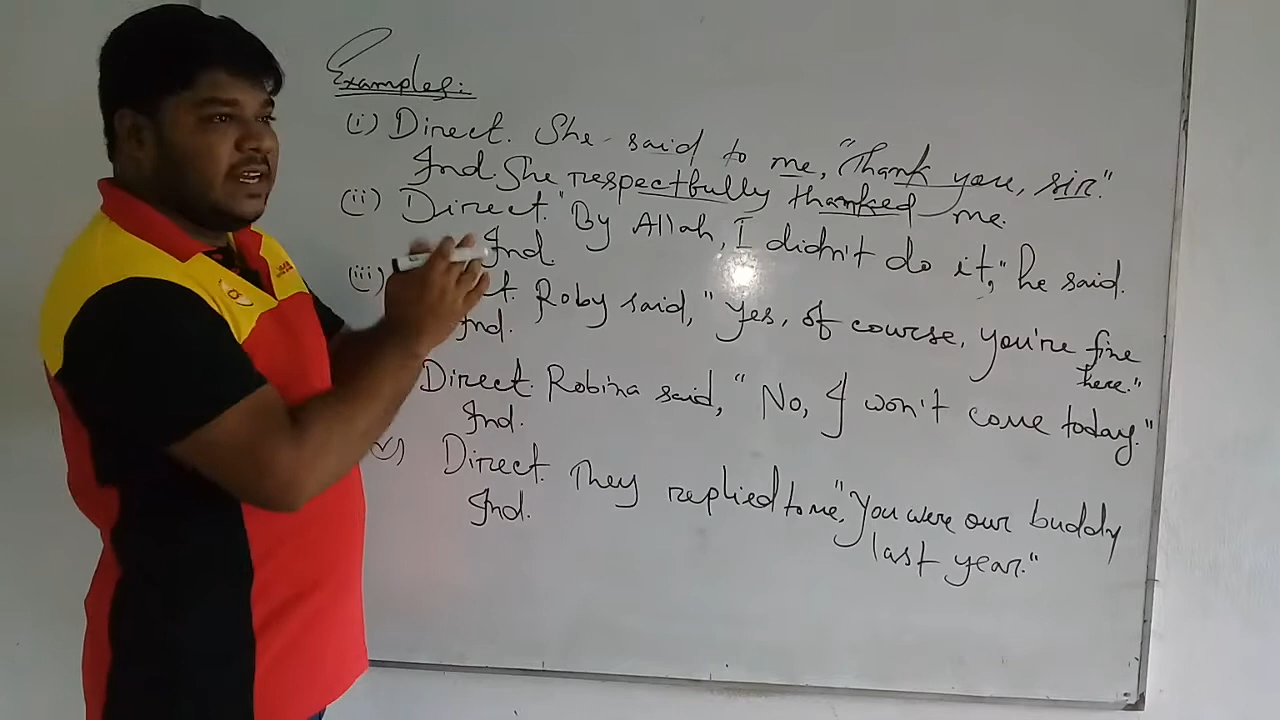 Examples:
(i) Direct. She said to me, "Thank you, sir."
Ind. She respectfully thanked me.
(ii) Direct. "By Allah, I didn't do it," he said.
Ind.
(iii) Roby said, "Yes, of course, you're fine
here."
Ind.
Direct. Robina said, "No, I won't come today."
Ind.
Direct. They replied to me, "You were our buddy
last year."
Ind.